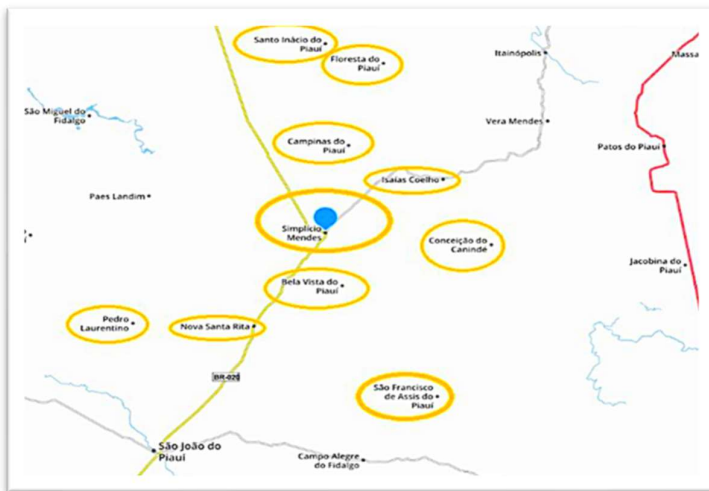 Santo Inácio do
Piauí
Floresta do
Piauí
Itainópolis
Massa
São Miguel do
Fidalgo
Vera Mendes
Campinas do
Piauí
Patos do Piauí
Isaías Coelho
Paes Landim
Simplício
Mendes
Conceição do
Canindé
Jacobina do
Piauí
Bela Vista do
Piauí
Pedro
Laurentino
Nova Santa Rita
BR-020
São Francisco
de Assis do
Piauí
São João do
Piauí
Campo Alegre
do Fidalgo